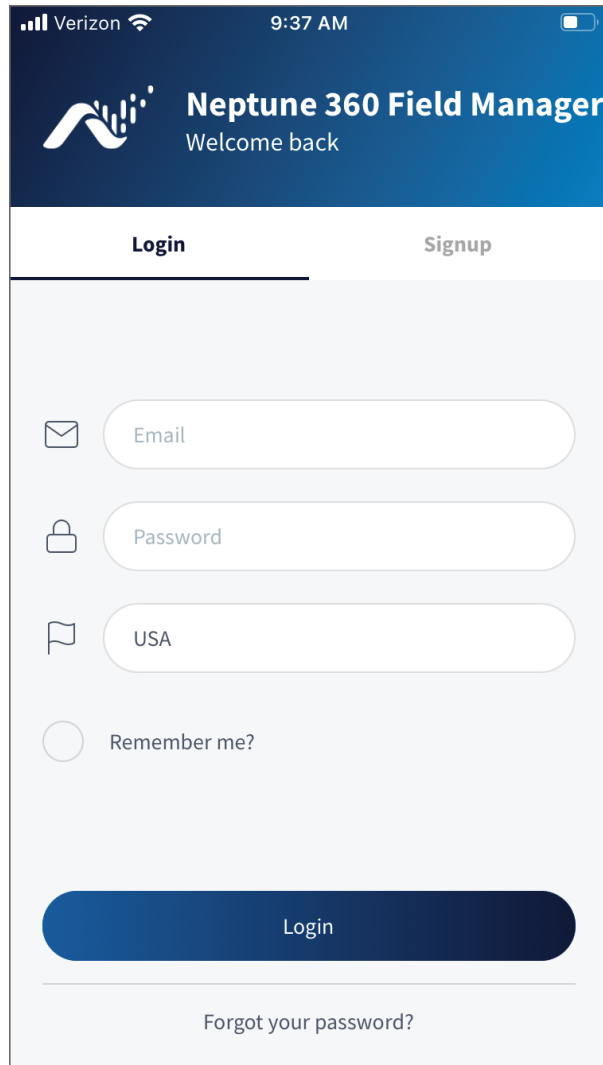 Verizon 9:37 AM
Neptune 360 Field Manager
Welcome back
Login Signup
Email
Password
USA
Remember me?
Login
Forgot your password?